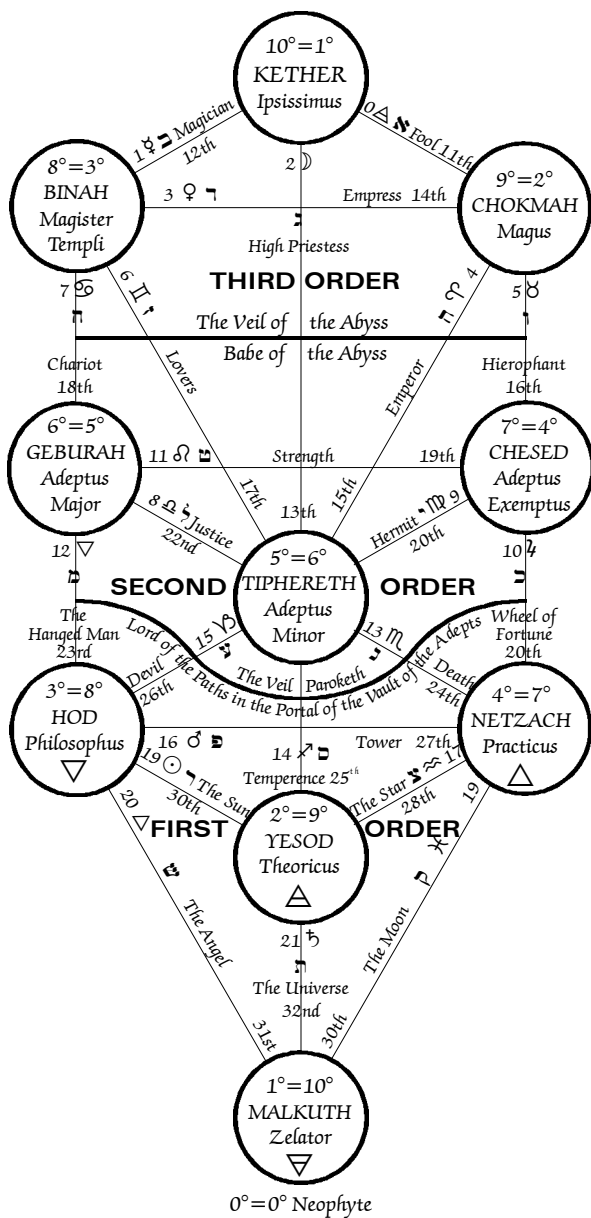 10°=1°
KETHER
Ipsissimus
1 ☿ ב Magician
12th
0 🜁 א Fool 11th
2 ☽
8°=3°
BINAH
Magister
Templi
9°=2°
CHOKMAH
Magus
3 ♀ ד Empress 14th
ג
High Priestess
THIRD ORDER
6 ♊ ז
Lovers
17th
4 ♈ ה
Emperor
15th
7 ♋
ח
5 ♉
ו
The Veil of the Abyss
Babe of the Abyss
Chariot
18th
Hierophant
16th
6°=5°
GEBURAH
Adeptus
Major
7°=4°
CHESED
Adeptus
Exemptus
11 ♌ ט Strength 19th
8 ♎ ל Justice
22nd
13th
Hermit י ♍ 9
20th
5°=6°
TIPHERETH
Adeptus
Minor
12 ▽
מ
10 ♃
כ
SECOND ORDER
The
Hanged Man
23rd
Wheel of
Fortune
20th
Lord of the Paths in the Portal of the Vault of the Adepts
15 ♑ ע
Devil
26th
The Veil Paroketh
13 ♏ נ
Death
24th
3°=8°
HOD
Philosophus
▽
4°=7°
NETZACH
Practicus
△
16 ♂ פ Tower 27th
14 ♐ ס
Temperence 25th
19 ☉ ר The Sun
30th
The Star צ ♒ 17
28th
FIRST ORDER
2°=9°
YESOD
Theoricus
🜁
20 △
ש
The Angel
31st
19
♓
ק
The Moon
30th
21 ♄
ת
The Universe
32nd
1°=10°
MALKUTH
Zelator
🜃
0°=0° Neophyte